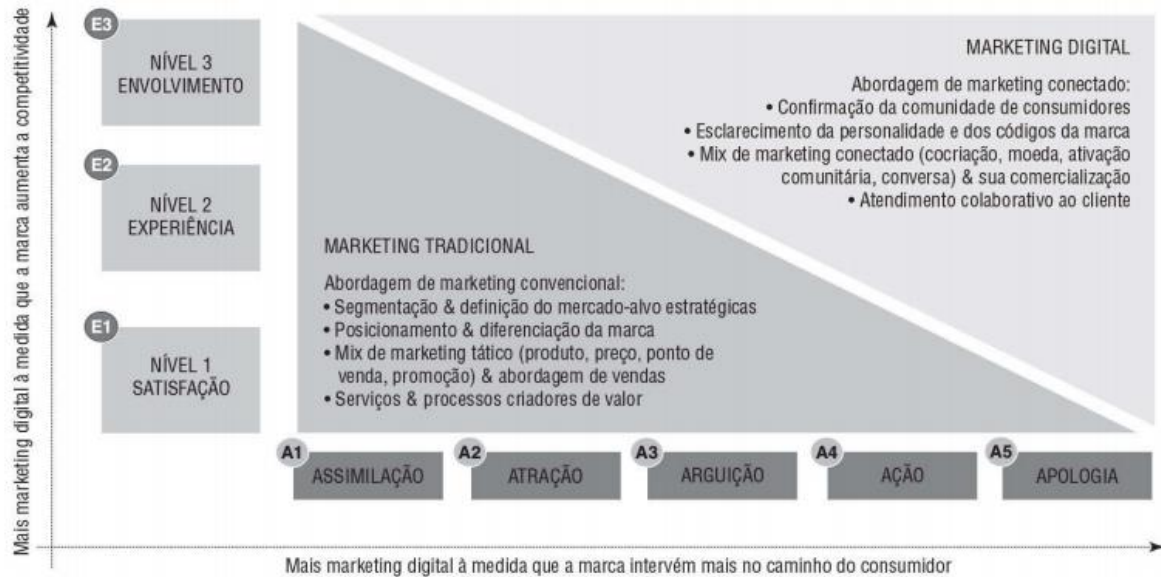 Mais marketing digital à medida que a marca aumenta a competitividade
E3
NÍVEL 3
ENVOLVIMENTO
E2
NÍVEL 2
EXPERIÊNCIA
E1
NÍVEL 1
SATISFAÇÃO
MARKETING DIGITAL
Abordagem de marketing conectado:
• Confirmação da comunidade de consumidores
• Esclarecimento da personalidade e dos códigos da marca
• Mix de marketing conectado (cocriação, moeda, ativação
comunitária, conversa) & sua comercialização
• Atendimento colaborativo ao cliente
MARKETING TRADICIONAL
Abordagem de marketing convencional:
• Segmentação & definição do mercado-alvo estratégicas
• Posicionamento & diferenciação da marca
• Mix de marketing tático (produto, preço, ponto de
venda, promoção) & abordagem de vendas
• Serviços & processos criadores de valor
A1
ASSIMILAÇÃO
A2
ATRAÇÃO
A3
ARGUIÇÃO
A4
AÇÃO
A5
APOLOGIA
Mais marketing digital à medida que a marca intervém mais no caminho do consumidor